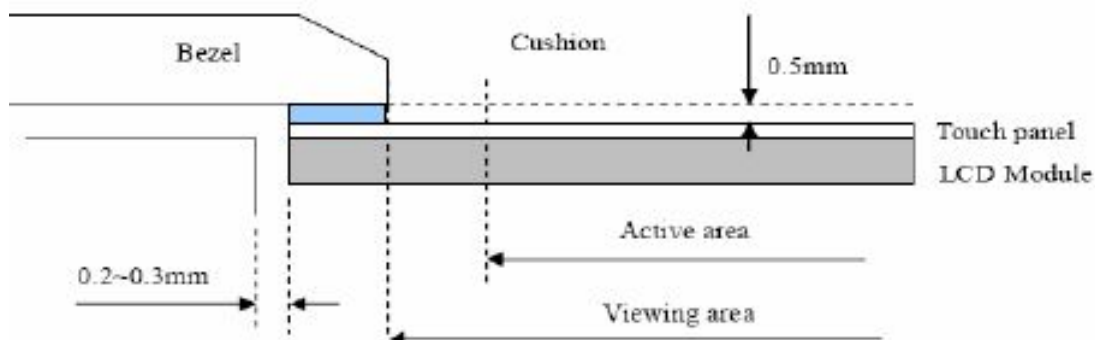 Bezel
Cushion
0.5mm
Touch panel
LCD Module
Active area
0.2~0.3mm
Viewing area